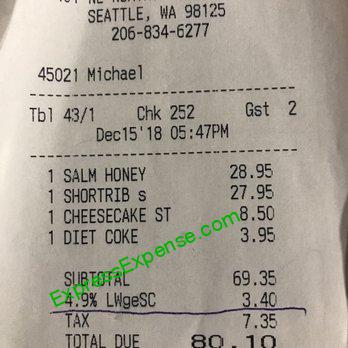 SEATTLE, WA 98125
206-834-6277
45021 Michael
Tbl 43/1 Chk 252 Gst 2
Dec15'18 05:47PM
1 SALM HONEY 28.95
1 SHORTRIB s 27.95
1 CHEESECAKE ST 8.50
1 DIET COKE 3.95
SUBTOTAL 69.35
4.9% LWgeSC 3.40
TAX 7.35
TOTAL DUE 80.10
ExpressExpense.com